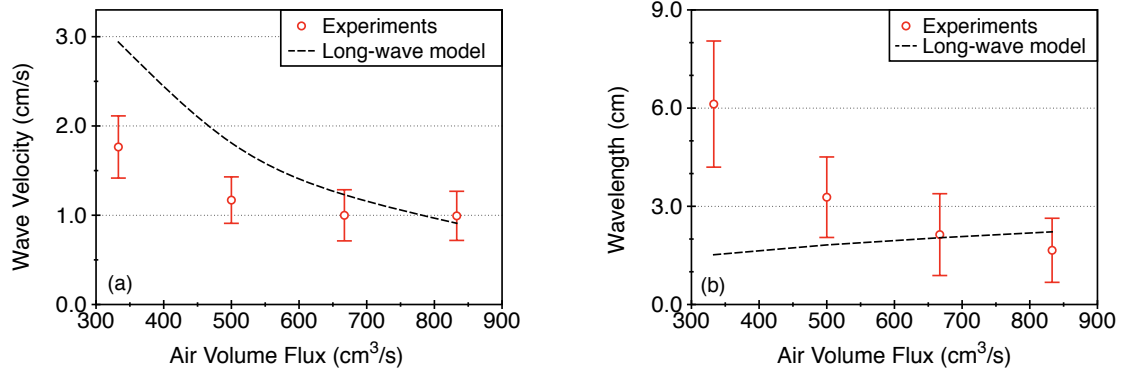 Experiments
Long-wave model
Wave Velocity (cm/s)
3.0
2.0
1.0
0.0
(a)
300 400 500 600 700 800 900
Air Volume Flux (cm³/s)
Experiments
Long-wave model
Wavelength (cm)
9.0
6.0
3.0
0.0
(b)
300 400 500 600 700 800 900
Air Volume Flux (cm³/s)